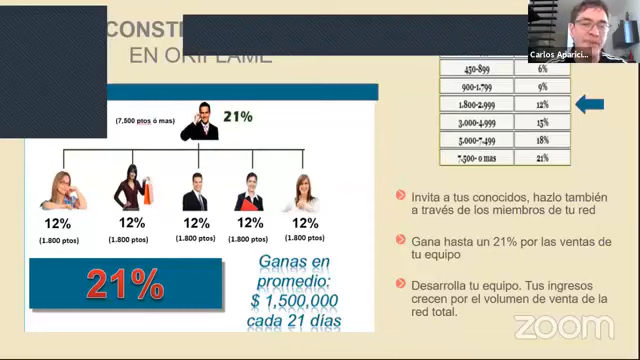 CONSTR
EN ORIFLAME
Carlos Aparici...
(7,500 ptos ó mas)
21%
12%
12%
12%
12%
12%
(1.800 ptos)
(1.800 ptos)
(1.800 ptos)
(1.800 ptos)
(1.800 ptos)
21%
Ganas en
promedio:
$ 1,500,000
cada 21 días
450-899 6%
900-1.799 9%
1.800-2.999 12%
3.000-4.999 15%
5.000-7.499 18%
7.500- o mas 21%
Invita a tus conocidos, hazlo también
a través de los miembros de tu red
Gana hasta un 21% por las ventas de
tu equipo
Desarrolla tu equipo. Tus ingresos
crecen por el volumen de venta de la
red total.
zoom